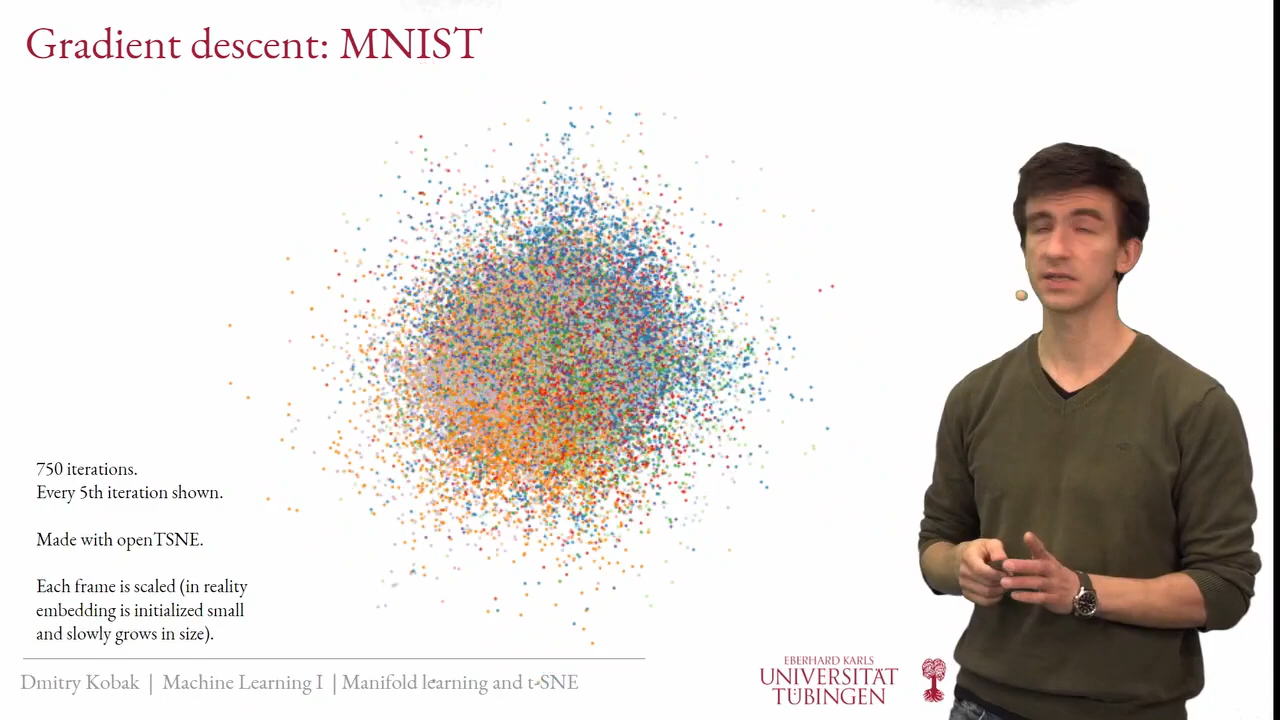 Gradient descent: MNIST
750 iterations.
Every 5th iteration shown.
Made with openTSNE.
Each frame is scaled (in reality
embedding is initialized small
and slowly grows in size).
Dmitry Kobak | Machine Learning I | Manifold learning and t-SNE
EBERHARD KARLS
UNIVERSITÄT
TÜBINGEN